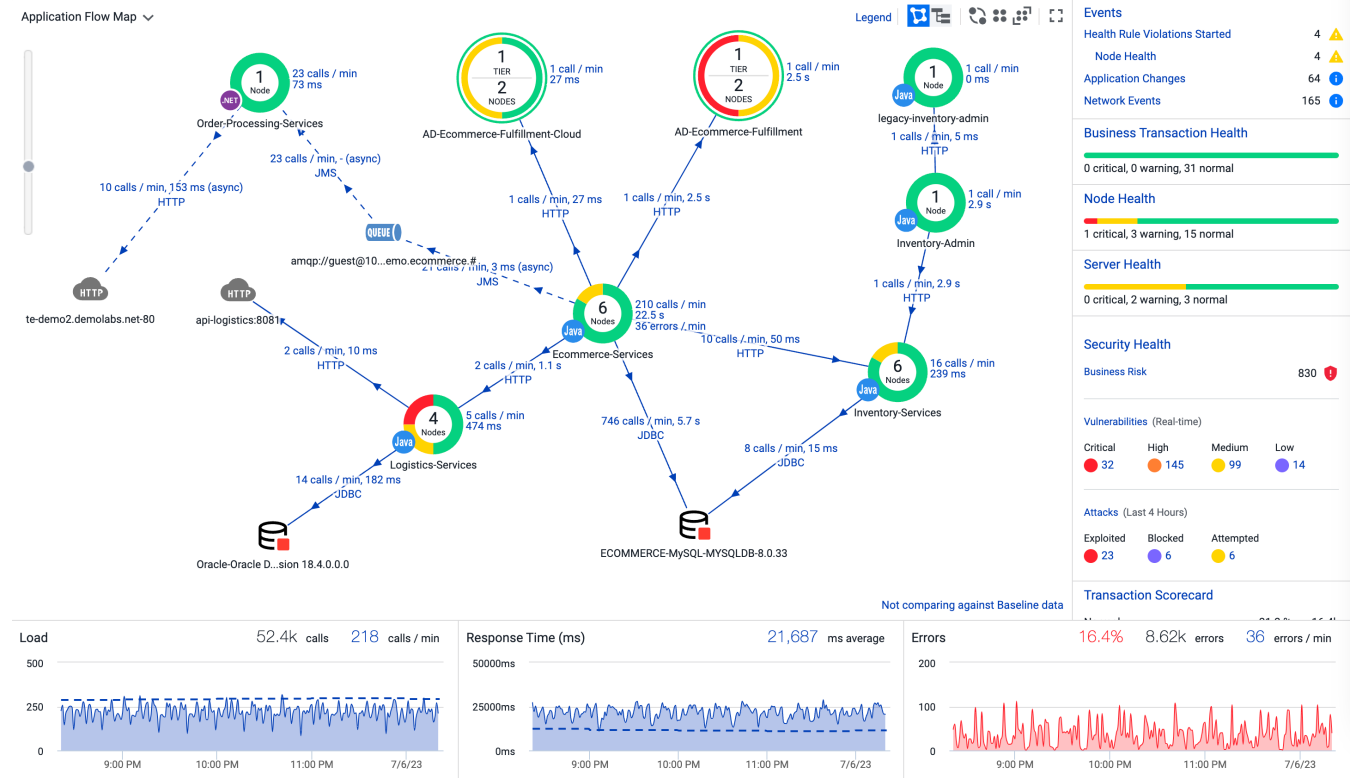 Application Flow Map
Legend
1
Node
.NET
23 calls / min
73 ms
Order-Processing-Services
1
TIER
2
NODES
1 call / min
27 ms
AD-Ecommerce-Fulfillment-Cloud
1
TIER
2
NODES
1 call / min
2.5 s
AD-Ecommerce-Fulfillment
1
Node
Java
1 call / min
0 ms
legacy-inventory-admin
1 calls / min, 5 ms
HTTP
23 calls / min, - (async)
JMS
10 calls / min, 153 ms (async)
HTTP
1 calls / min, 27 ms
HTTP
1 calls / min, 2.5 s
HTTP
1
Node
Java
1 call / min
2.9 s
Inventory-Admin
QUEUE
amqp://guest@10...emo.ecommerce.#
21 calls / min, 3 ms (async)
JMS
HTTP
te-demo2.demolabs.net-80
HTTP
api-logistics:8081
1 calls / min, 2.9 s
HTTP
6
Nodes
Java
210 calls / min
22.5 s
36 errors / min
Ecommerce-Services
10 calls / min, 50 ms
HTTP
2 calls / min, 10 ms
HTTP
2 calls / min, 1.1 s
HTTP
6
Nodes
Java
16 calls / min
239 ms
Inventory-Services
4
Nodes
Java
5 calls / min
474 ms
Logistics-Services
746 calls / min, 5.7 s
JDBC
8 calls / min, 15 ms
JDBC
14 calls / min, 182 ms
JDBC
Oracle-Oracle D...sion 18.4.0.0.0
ECOMMERCE-MySQL-MYSQLDB-8.0.33
Not comparing against Baseline data
Events
Health Rule Violations Started 4
Node Health 4
Application Changes 64
Network Events 165
Business Transaction Health
0 critical, 0 warning, 31 normal
Node Health
1 critical, 3 warning, 15 normal
Server Health
0 critical, 2 warning, 3 normal
Security Health
Business Risk 830
Vulnerabilities (Real-time)
Critical High Medium Low
32 145 99 14
Attacks (Last 4 Hours)
Exploited Blocked Attempted
23 6 6
Transaction Scorecard
Load 52.4k calls 218 calls / min
500
250
0
9:00 PM 10:00 PM 11:00 PM 7/6/23
Response Time (ms) 21,687 ms average
50000ms
25000ms
0ms
9:00 PM 10:00 PM 11:00 PM 7/6/23
Errors 16.4% 8.62k errors 36 errors / min
200
100
0
9:00 PM 10:00 PM 11:00 PM 7/6/23